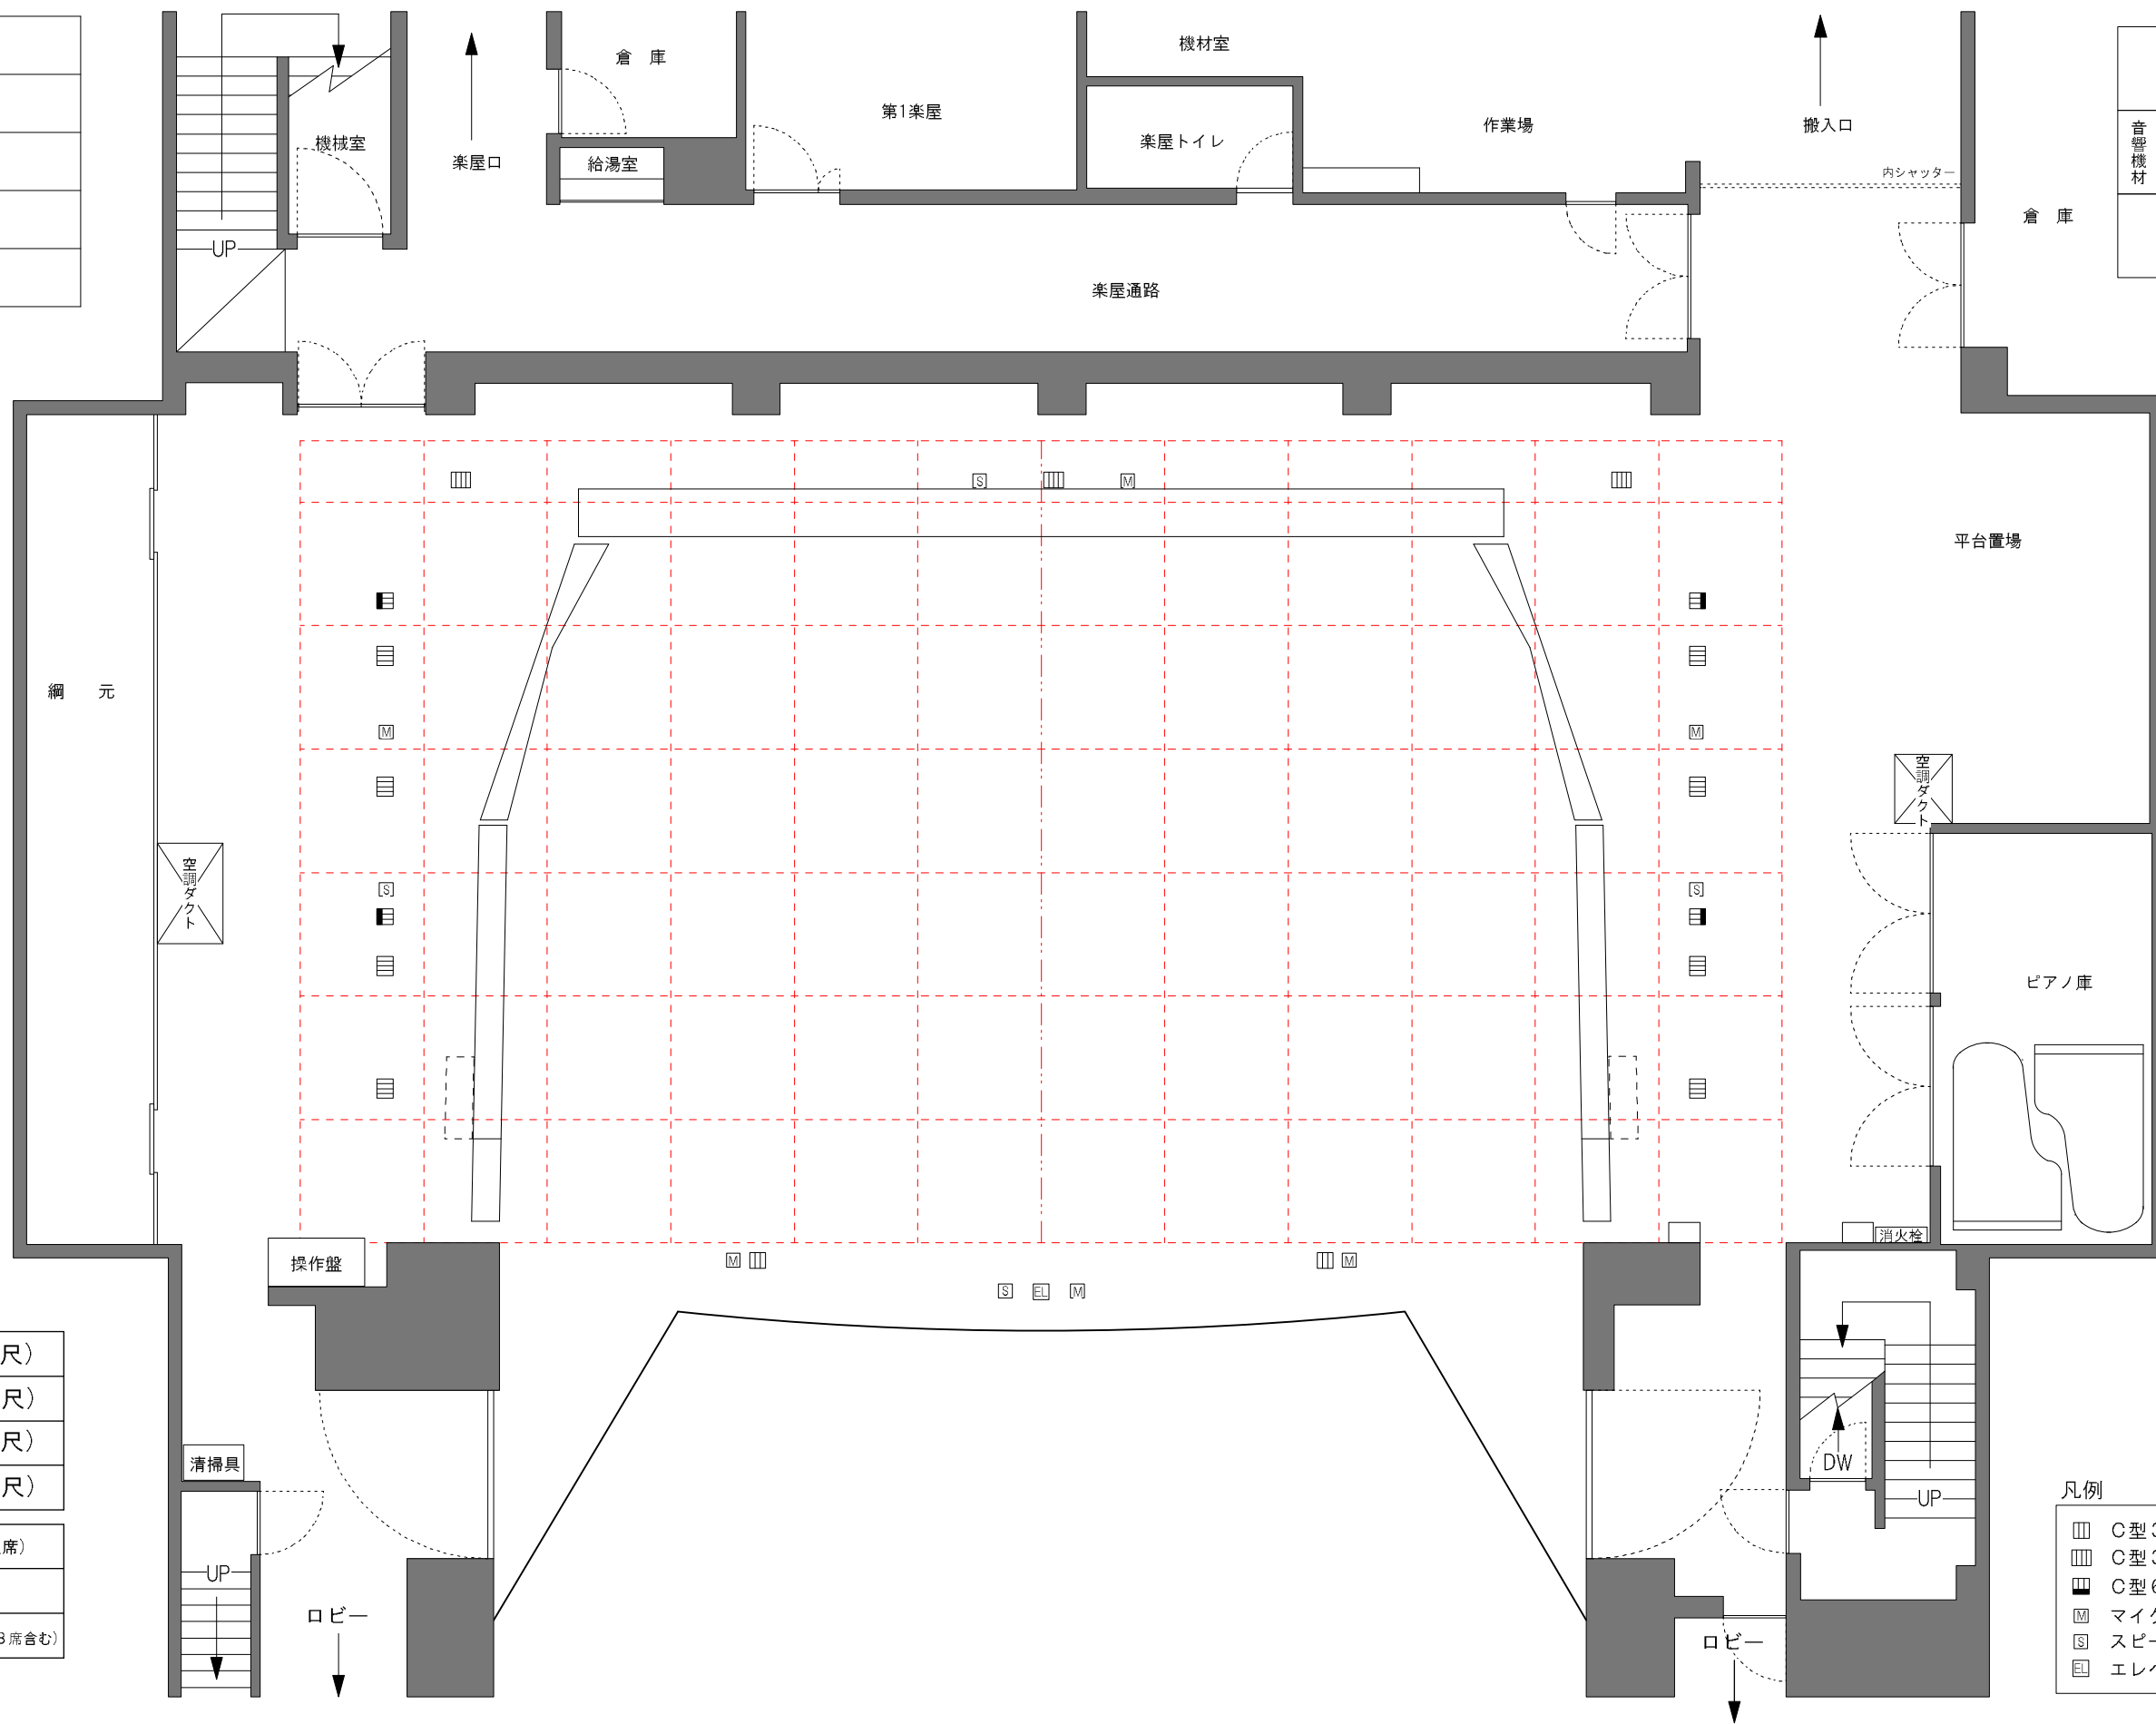 機材室
倉　庫
第1楽屋
作業場
搬入口
音響機材
楽屋トイレ
機械室
楽屋口
給湯室
内シャッター
倉　庫
UP
楽屋通路
S
M
平台置場
綱　元
M
M
空調ダクト
空調ダクト
S
S
ピアノ庫
消火栓
操作盤
M
M
S
EL
M
尺）
尺）
尺）
尺）
清掃具
DW
UP
凡例
席）
C型
C型
UP
C型
ロビー
M
マイ
席含む）
S
スピー
ロビー
EL
エレ